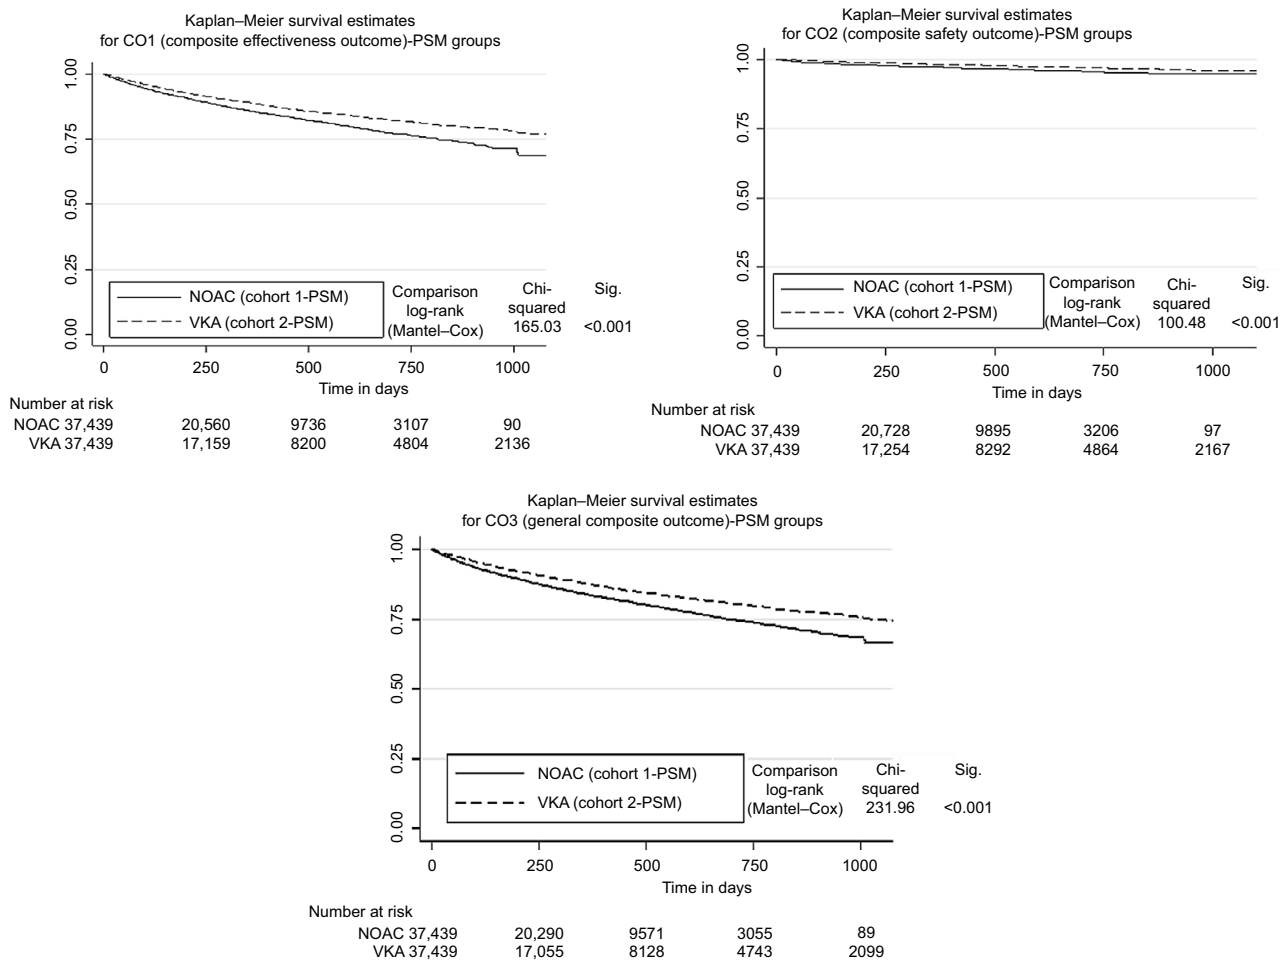 Kaplan–Meier survival estimates
for CO1 (composite effectiveness outcome)-PSM groups
1.00
0.75
0.50
0.25
0.00
NOAC (cohort 1-PSM)
VKA (cohort 2-PSM)
Comparison
log-rank
(Mantel–Cox)
Chi-
squared
165.03
Sig.
<0.001
0 250 500 750 1000
Time in days
Number at risk
NOAC 37,439 20,560 9736 3107 90
VKA 37,439 17,159 8200 4804 2136
Kaplan–Meier survival estimates
for CO2 (composite safety outcome)-PSM groups
1.00
0.75
0.50
0.25
0.00
NOAC (cohort 1-PSM)
VKA (cohort 2-PSM)
Comparison
log-rank
(Mantel–Cox)
Chi-
squared
100.48
Sig.
<0.001
0 250 500 750 1000
Time in days
Number at risk
NOAC 37,439 20,728 9895 3206 97
VKA 37,439 17,254 8292 4864 2167
Kaplan–Meier survival estimates
for CO3 (general composite outcome)-PSM groups
1.00
0.75
0.50
0.25
0.00
NOAC (cohort 1-PSM)
VKA (cohort 2-PSM)
Comparison
log-rank
(Mantel–Cox)
Chi-
squared
231.96
Sig.
<0.001
0 250 500 750 1000
Time in days
Number at risk
NOAC 37,439 20,290 9571 3055 89
VKA 37,439 17,055 8128 4743 2099